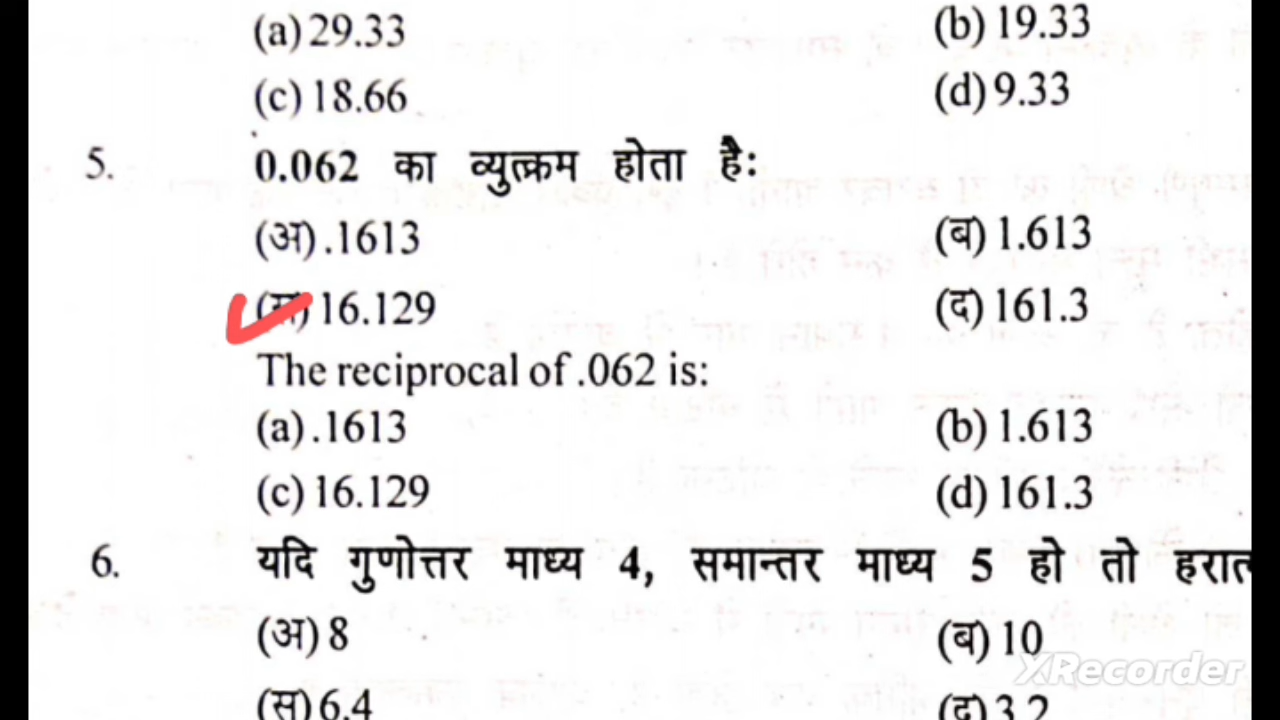 (a) 29.33 (b) 19.33
(c) 18.66 (d) 9.33
5. 0.062 का व्युत्क्रम होता है:
(अ) .1613 (ब) 1.613
(स) 16.129 (द) 161.3
The reciprocal of .062 is:
(a) .1613 (b) 1.613
(c) 16.129 (d) 161.3
6. यदि गुणोत्तर माध्य 4, समान्तर माध्य 5 हो तो
(अ) 8 (ब) 10
(स) 6.4 (द) 3.2
XRecorder